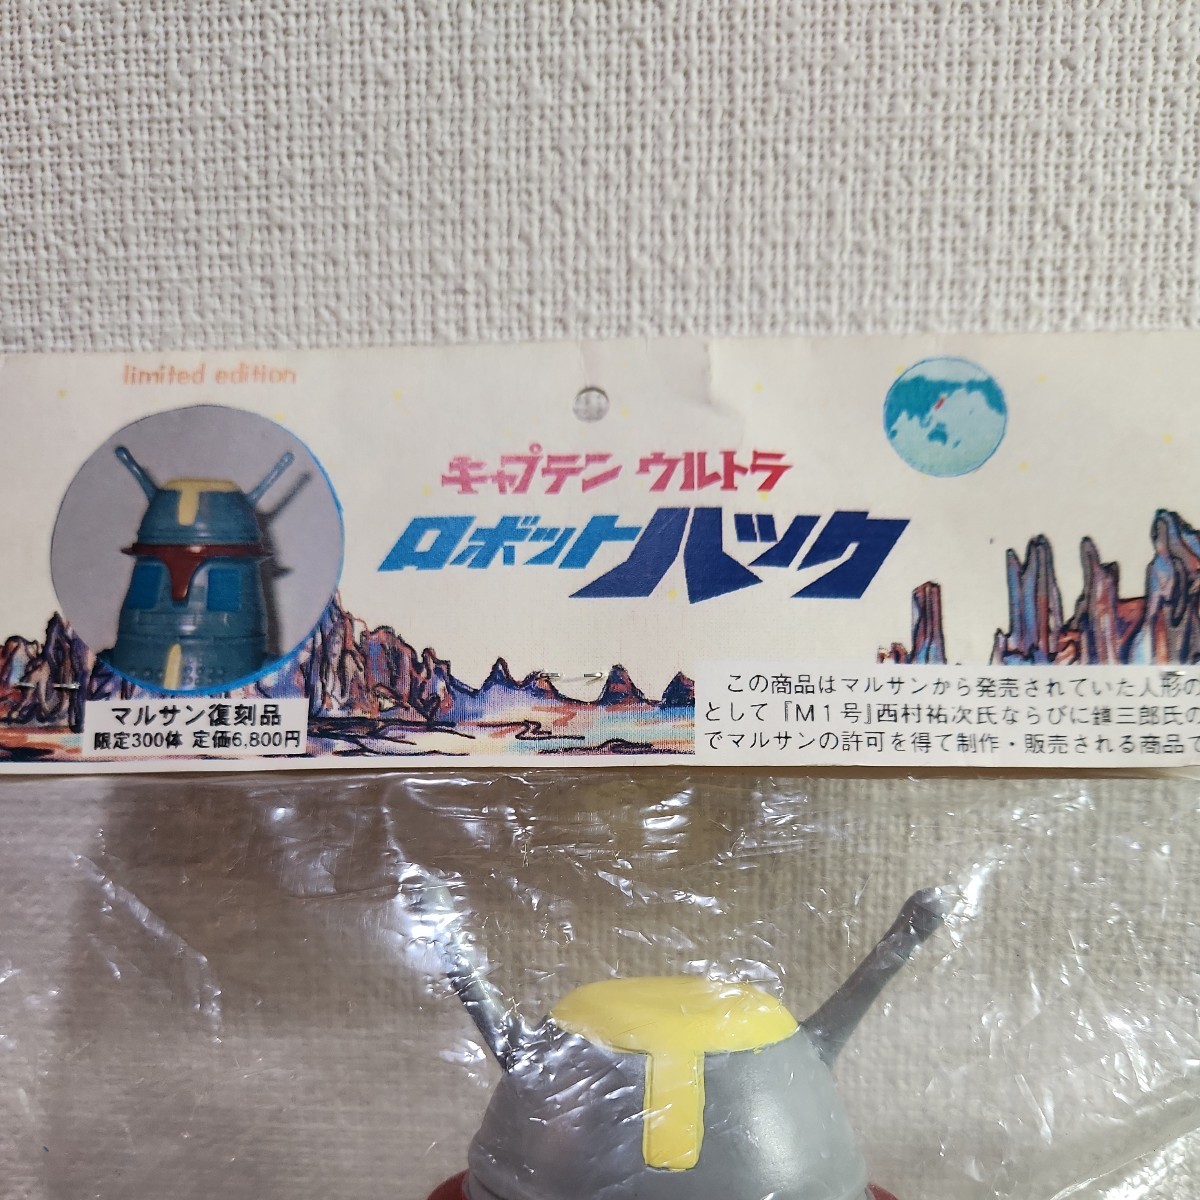 limited edition
キャプテン ウルトラ
ロボットハック
マルサン復刻品
限定300体 定価6,800円
この商品はマルサンから発売されていた人形の
として『M1号』西村祐次氏ならびに鐘三郎氏の
でマルサンの許可を得て制作・販売される商品で